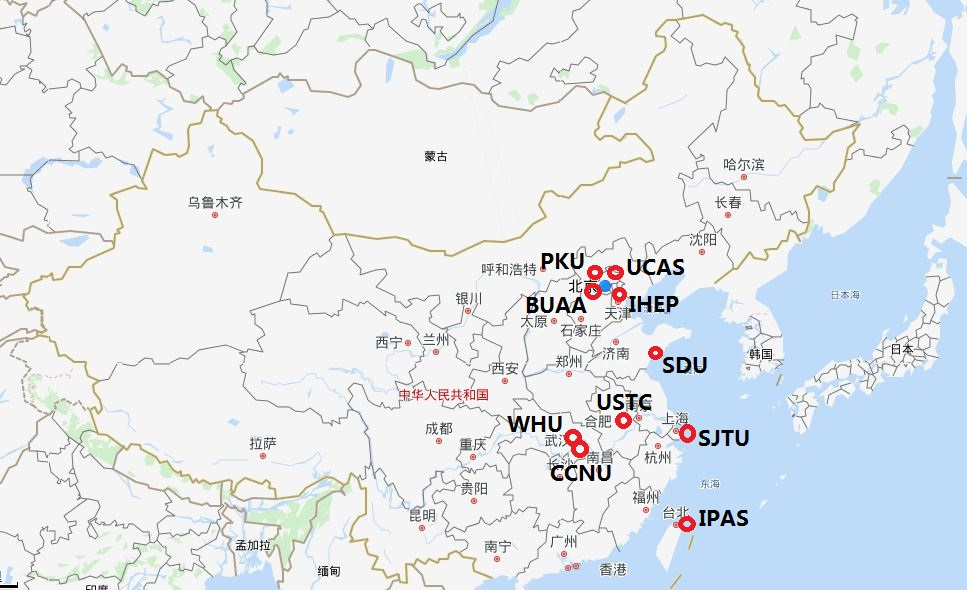 蒙古
哈尔滨
长春
乌鲁木齐
沈阳
PKU
UCAS
呼和浩特
北京
日本海
银川
BUAA
IHEP
天津
太原
石家庄
西宁
兰州
济南
韩国
日本
SDU
郑州
西安
中华人民共和国
USTC
合肥
WHU
上海
成都
武汉
SJTU
拉萨
重庆
南昌
杭州
长沙
CCNU
贵阳
东海
福州
昆明
台北
IPAS
孟加拉
南宁
广州
缅甸
香港
印度